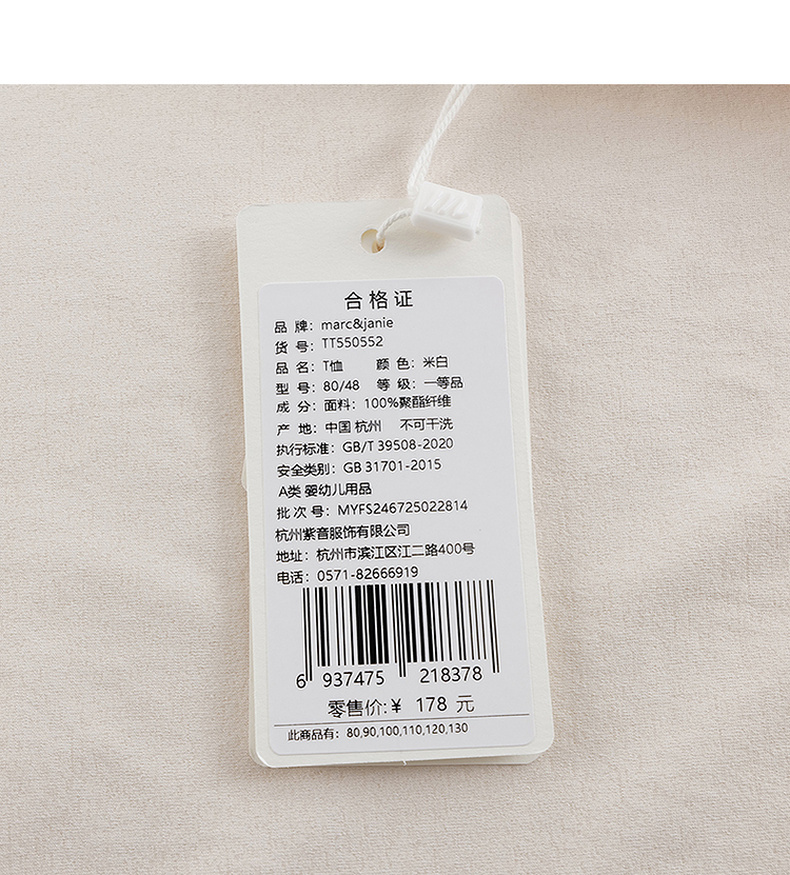 合格证
品 牌：marc&janie
货 号：TT550552
品 名：T恤 颜 色：米白
型 号：80/48 等 级：一等品
成 分：面料：100%聚酯纤维
产 地：中国 杭州 不可干洗
执行标准：GB/T 39508-2020
安全类别：GB 31701-2015
A类 婴幼儿用品
批 次 号：MYFS246725022814
杭州紫音服饰有限公司
地址：杭州市滨江区江二路400号
电话：0571-82666919
6 937475 218378
零售价:¥ 178 元
此商品有：80,90,100,110,120,130